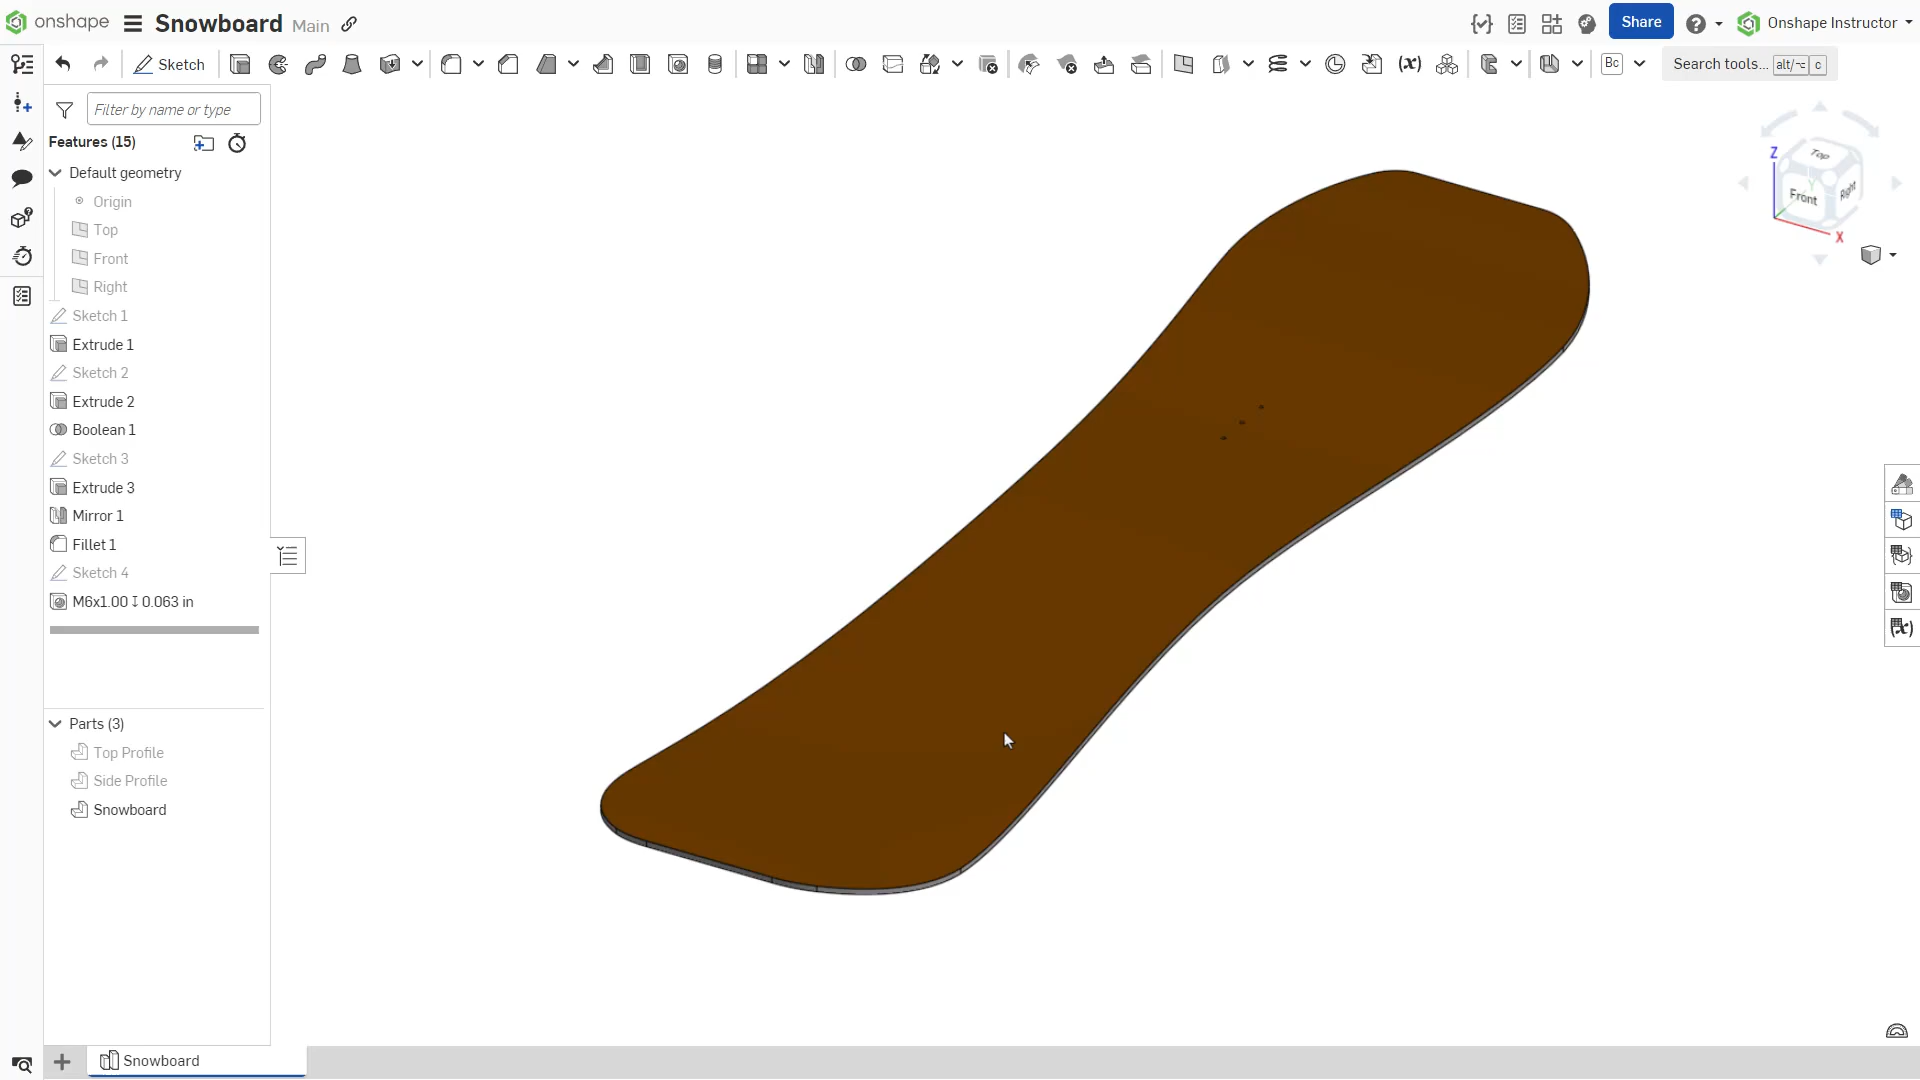 onshape Snowboard Main Share Onshape Instructor
Sketch Bc Search tools... alt/⌥ c
Filter by name or type
Features (15)
Default geometry
Origin
Top
Front
Right
Sketch 1
Extrude 1
Sketch 2
Extrude 2
Boolean 1
Sketch 3
Extrude 3
Mirror 1
Fillet 1
Sketch 4
M6x1.00 ↧ 0.063 in
Parts (3)
Top Profile
Side Profile
Snowboard
Z
Top
Y
Front
Right
X
Snowboard